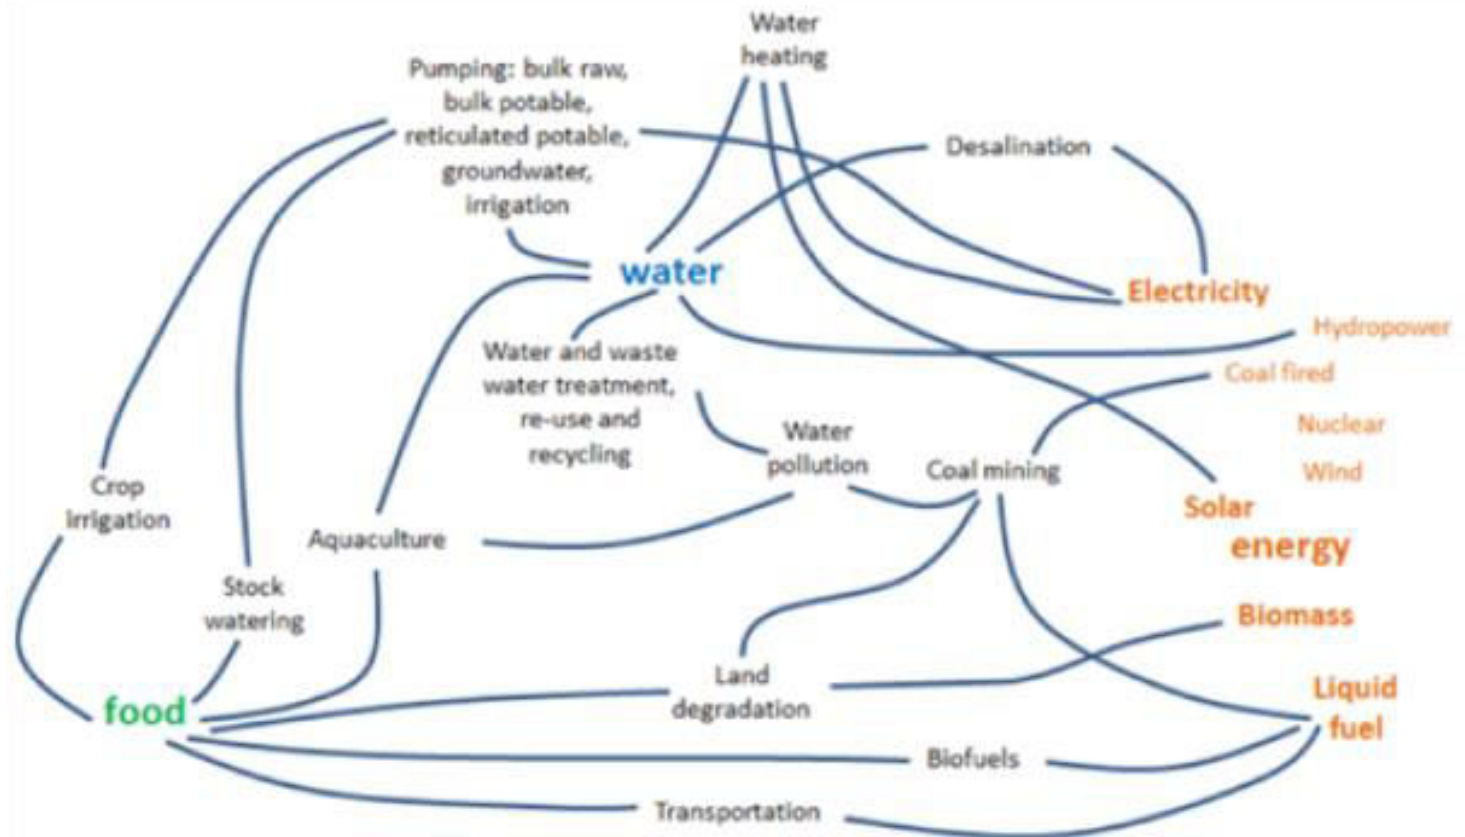 Water
heating
Pumping: bulk raw,
bulk potable,
reticulated potable,
groundwater,
irrigation
Desalination
water
Electricity
Hydropower
Water and waste
water treatment,
re-use and
recycling
Coal fired
Nuclear
Water
pollution
Coal mining
Wind
Crop
irrigation
Solar
energy
Aquaculture
Stock
watering
Biomass
Land
degradation
Liquid
fuel
food
Biofuels
Transportation